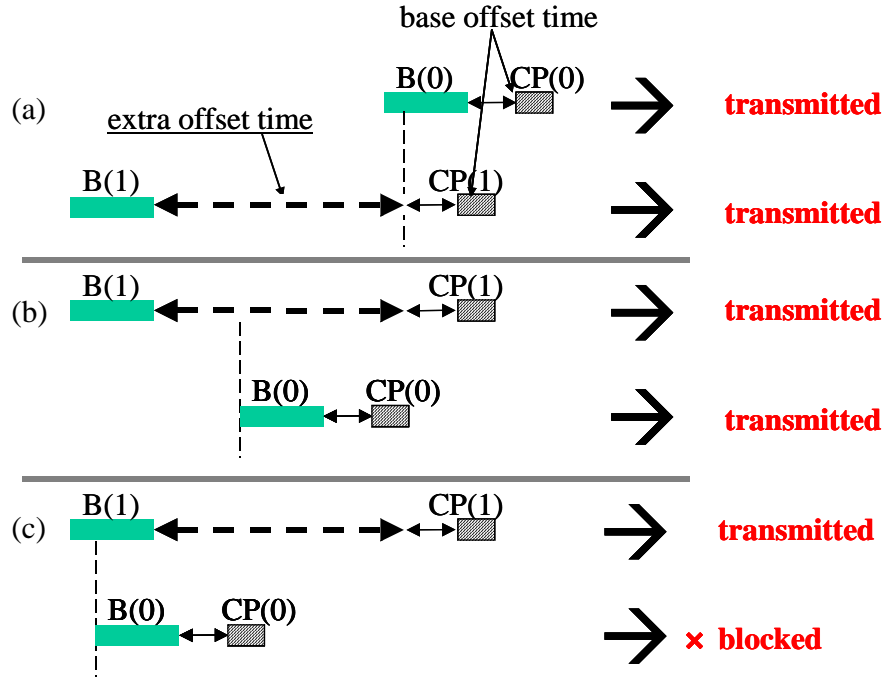 base offset time
B(0) CP(0)
(a) transmitted
extra offset time
B(1) CP(1)
transmitted
B(1) CP(1)
(b) transmitted
B(0) CP(0)
transmitted
B(1) CP(1)
(c) transmitted
B(0) CP(0)
× blocked